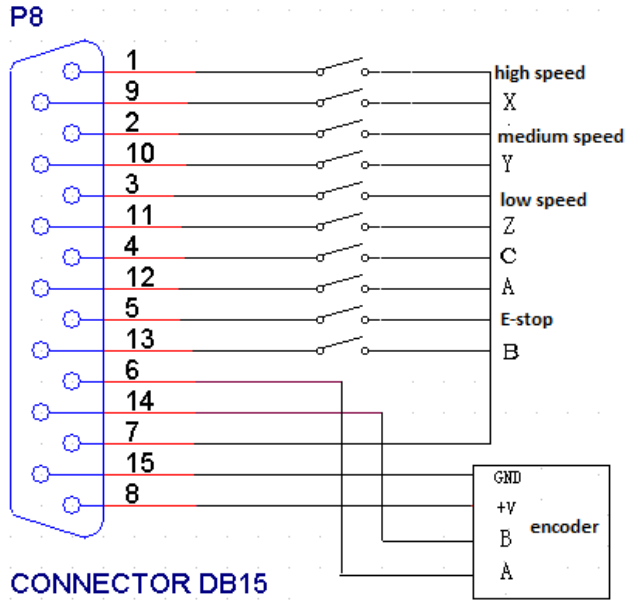 P8
1 high speed
9 X
2 medium speed
10 Y
3 low speed
11 Z
4 C
12 A
5 E-stop
13 B
6
14
7
15 GND
8 +V
encoder
B
A
CONNECTOR DB15